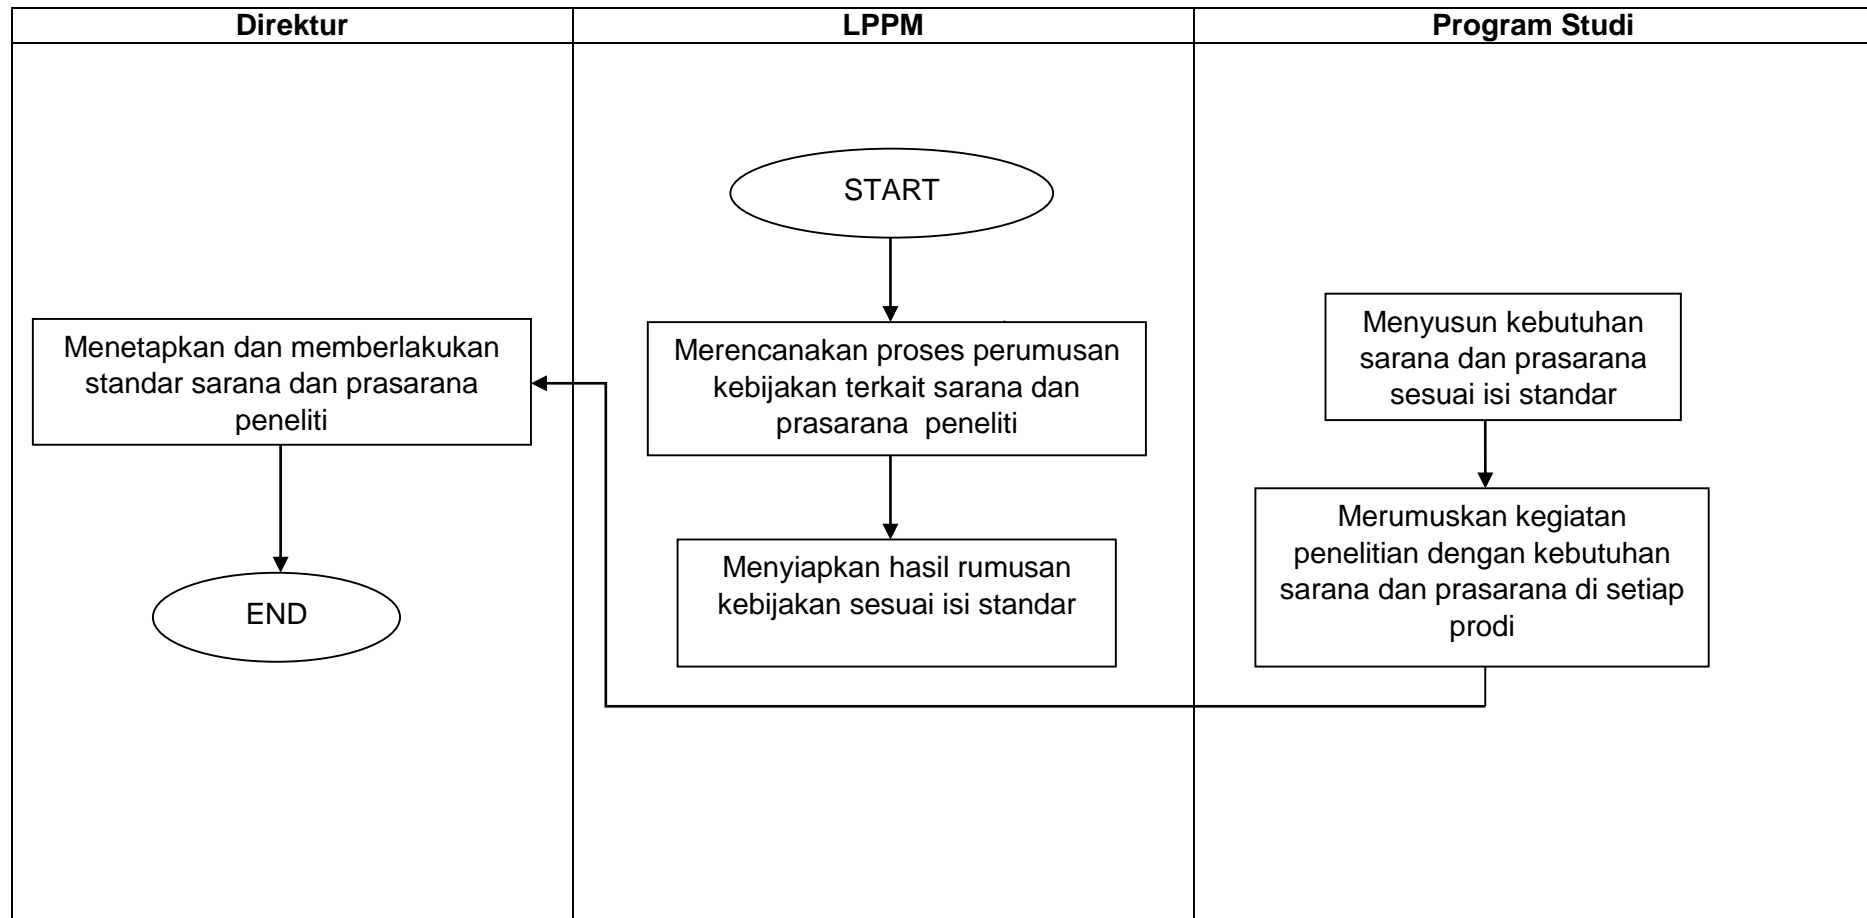 Direktur
LPPM
Program Studi
START
Menetapkan dan memberlakukan
standar sarana dan prasarana
peneliti
END
Merencanakan proses perumusan
kebijakan terkait sarana dan
prasarana  peneliti
Menyiapkan hasil rumusan
kebijakan sesuai isi standar
Menyusun kebutuhan
sarana dan prasarana
sesuai isi standar
Merumuskan kegiatan
penelitian dengan kebutuhan
sarana dan prasarana di setiap
prodi